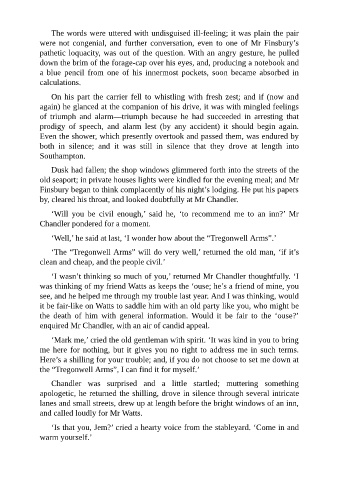 The words were uttered with undisguised ill-feeling; it was plain the pair
were not congenial, and further conversation, even to one of Mr Finsbury's
pathetic loquacity, was out of the question. With an angry gesture, he pulled
down the brim of the forage-cap over his eyes, and, producing a notebook and
a blue pencil from one of his innermost pockets, soon became absorbed in
calculations.
On his part the carrier fell to whistling with fresh zest; and if (now and
again) he glanced at the companion of his drive, it was with mingled feelings
of triumph and alarm—triumph because he had succeeded in arresting that
prodigy of speech, and alarm lest (by any accident) it should begin again.
Even the shower, which presently overtook and passed them, was endured by
both in silence; and it was still in silence that they drove at length into
Southampton.
Dusk had fallen; the shop windows glimmered forth into the streets of the
old seaport; in private houses lights were kindled for the evening meal; and Mr
Finsbury began to think complacently of his night's lodging. He put his papers
by, cleared his throat, and looked doubtfully at Mr Chandler.
‘Will you be civil enough,’ said he, ‘to recommend me to an inn?’ Mr
Chandler pondered for a moment.
‘Well,’ he said at last, ‘I wonder how about the “Tregonwell Arms”.’
‘The “Tregonwell Arms” will do very well,’ returned the old man, ‘if it's
clean and cheap, and the people civil.’
‘I wasn't thinking so much of you,’ returned Mr Chandler thoughtfully. ‘I
was thinking of my friend Watts as keeps the ‘ouse; he's a friend of mine, you
see, and he helped me through my trouble last year. And I was thinking, would
it be fair-like on Watts to saddle him with an old party like you, who might be
the death of him with general information. Would it be fair to the ‘ouse?’
enquired Mr Chandler, with an air of candid appeal.
‘Mark me,’ cried the old gentleman with spirit. ‘It was kind in you to bring
me here for nothing, but it gives you no right to address me in such terms.
Here's a shilling for your trouble; and, if you do not choose to set me down at
the “Tregonwell Arms”, I can find it for myself.’
Chandler was surprised and a little startled; muttering something
apologetic, he returned the shilling, drove in silence through several intricate
lanes and small streets, drew up at length before the bright windows of an inn,
and called loudly for Mr Watts.
‘Is that you, Jem?’ cried a hearty voice from the stableyard. ‘Come in and
warm yourself.’